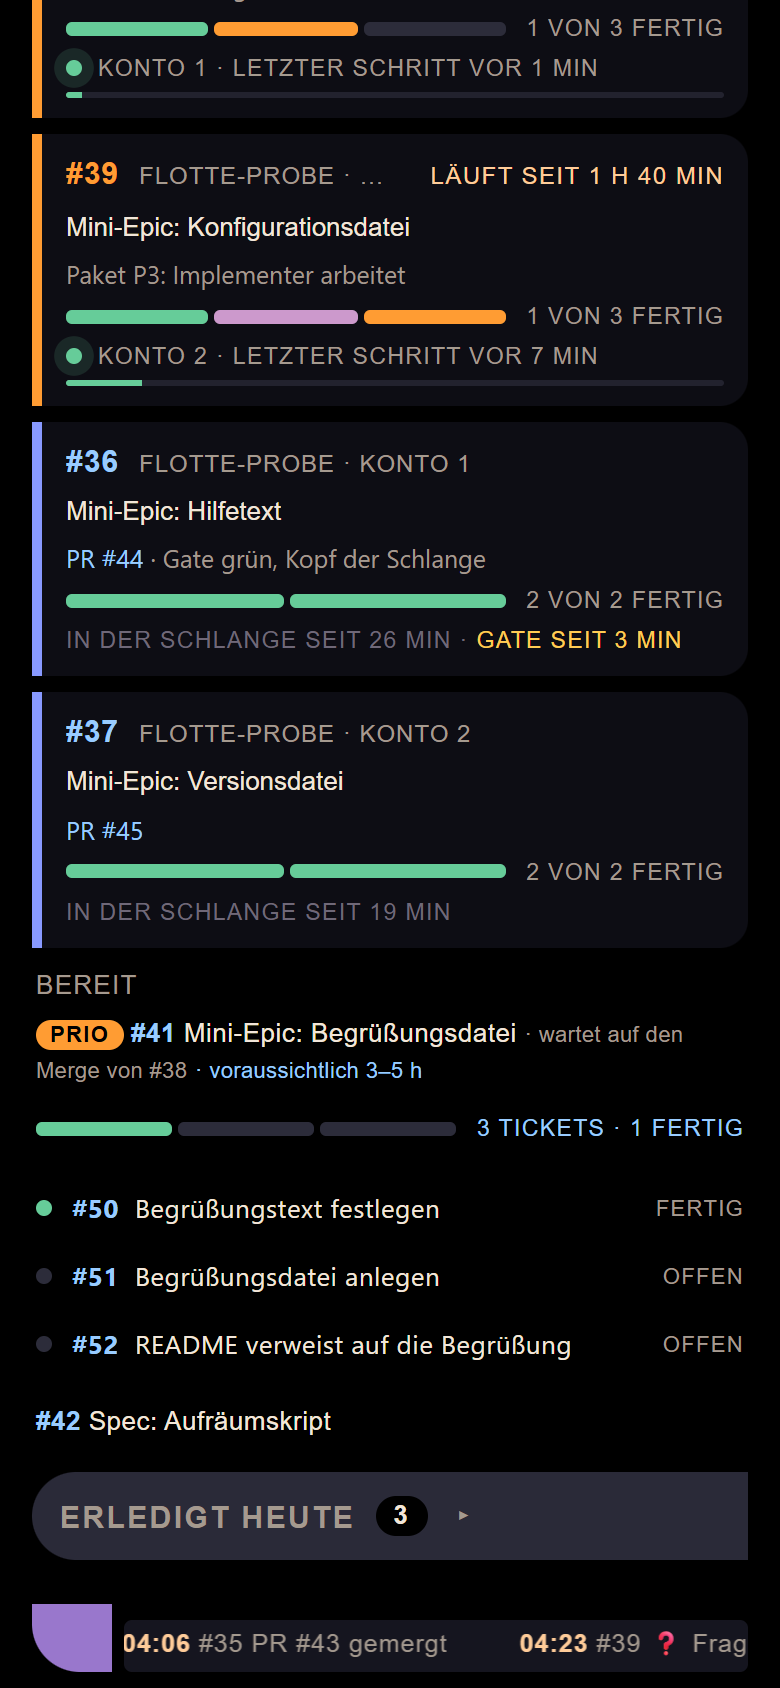 1 VON 3 FERTIG
KONTO 1 · LETZTER SCHRITT VOR 1 MIN
#39 FLOTTE-PROBE · ... LÄUFT SEIT 1 H 40 MIN
Mini-Epic: Konfigurationsdatei
Paket P3: Implementer arbeitet
1 VON 3 FERTIG
KONTO 2 · LETZTER SCHRITT VOR 7 MIN
#36 FLOTTE-PROBE · KONTO 1
Mini-Epic: Hilfetext
PR #44 · Gate grün, Kopf der Schlange
2 VON 2 FERTIG
IN DER SCHLANGE SEIT 26 MIN · GATE SEIT 3 MIN
#37 FLOTTE-PROBE · KONTO 2
Mini-Epic: Versionsdatei
PR #45
2 VON 2 FERTIG
IN DER SCHLANGE SEIT 19 MIN
BEREIT
PRIO #41 Mini-Epic: Begrüßungsdatei · wartet auf den
Merge von #38 · voraussichtlich 3–5 h
3 TICKETS · 1 FERTIG
#50 Begrüßungstext festlegen FERTIG
#51 Begrüßungsdatei anlegen OFFEN
#52 README verweist auf die Begrüßung OFFEN
#42 Spec: Aufräumskript
ERLEDIGT HEUTE 3 ▸
04:06 #35 PR #43 gemergt 04:23 #39 ❓ Frag